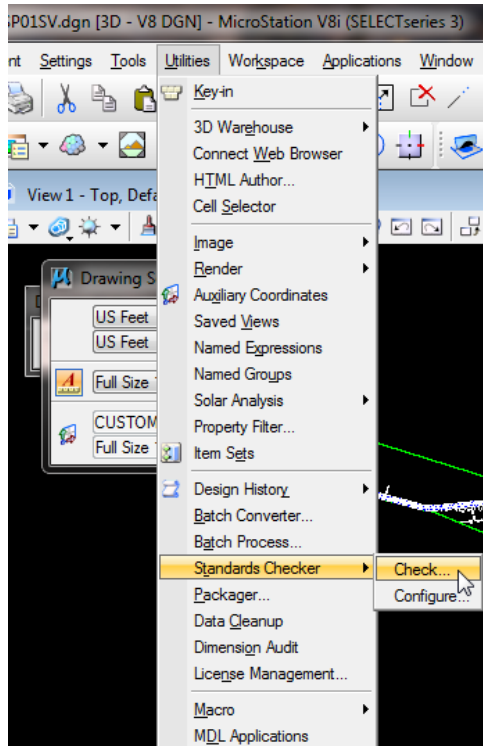 SP01SV.dgn [3D - V8 DGN] - MicroStation V8i (SELECTseries 3)
nt Settings Tools Utilities Workspace Applications Window
Key-in
3D Warehouse
Connect Web Browser
View 1 - Top, Defa
HTML Author...
Cell Selector
Image
Drawing S
Render
US Feet
Auxiliary Coordinates
US Feet
Saved Views
Named Expressions
Full Size
Named Groups
Solar Analysis
CUSTOM
Property Filter...
Full Size
Item Sets
Design History
Batch Converter...
Batch Process...
Standards Checker
Check...
Packager...
Configure...
Data Cleanup
Dimension Audit
License Management...
Macro
MDL Applications